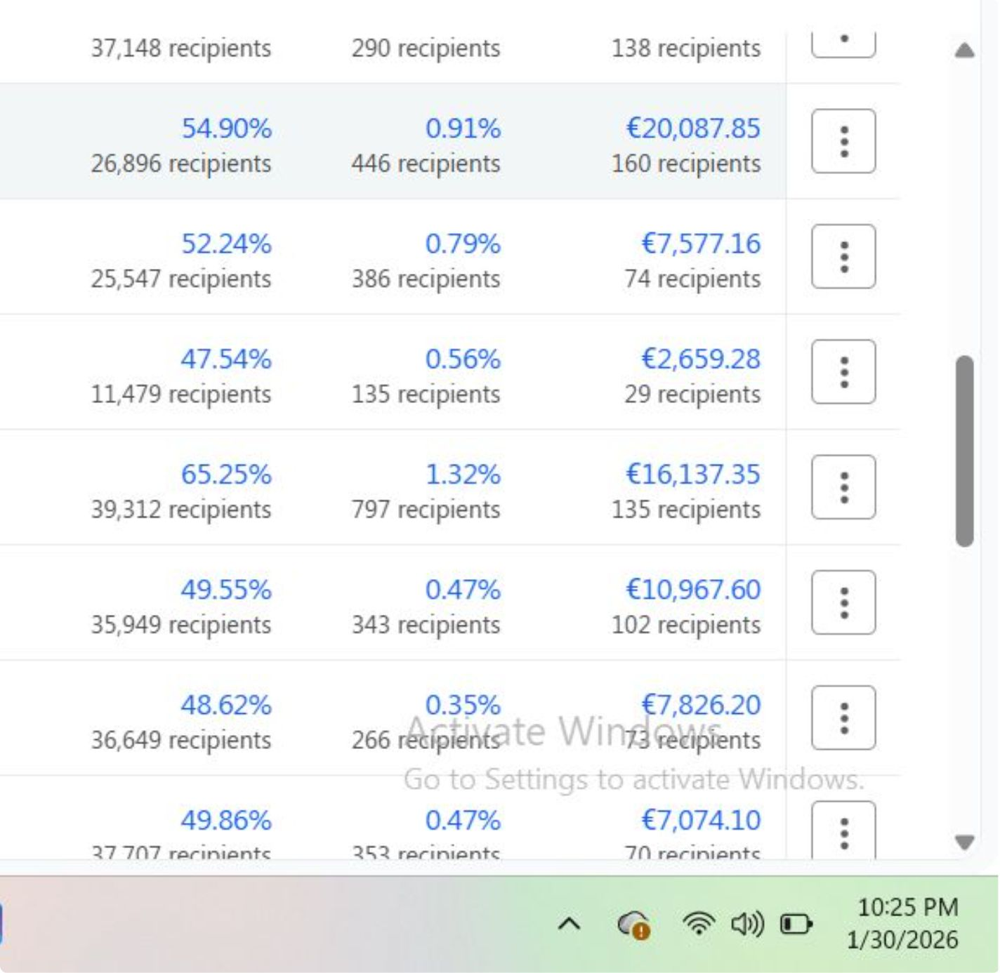 37,148 recipients 290 recipients 138 recipients
54.90% 0.91% €20,087.85
26,896 recipients 446 recipients 160 recipients
52.24% 0.79% €7,577.16
25,547 recipients 386 recipients 74 recipients
47.54% 0.56% €2,659.28
11,479 recipients 135 recipients 29 recipients
65.25% 1.32% €16,137.35
39,312 recipients 797 recipients 135 recipients
49.55% 0.47% €10,967.60
35,949 recipients 343 recipients 102 recipients
48.62% 0.35% €7,826.20
Activate Windows
36,649 recipients 266 recipients 73 recipients
Go to Settings to activate Windows.
49.86% 0.47% €7,074.10
37,707 recipients 353 recipients 70 recipients
10:25 PM
1/30/2026